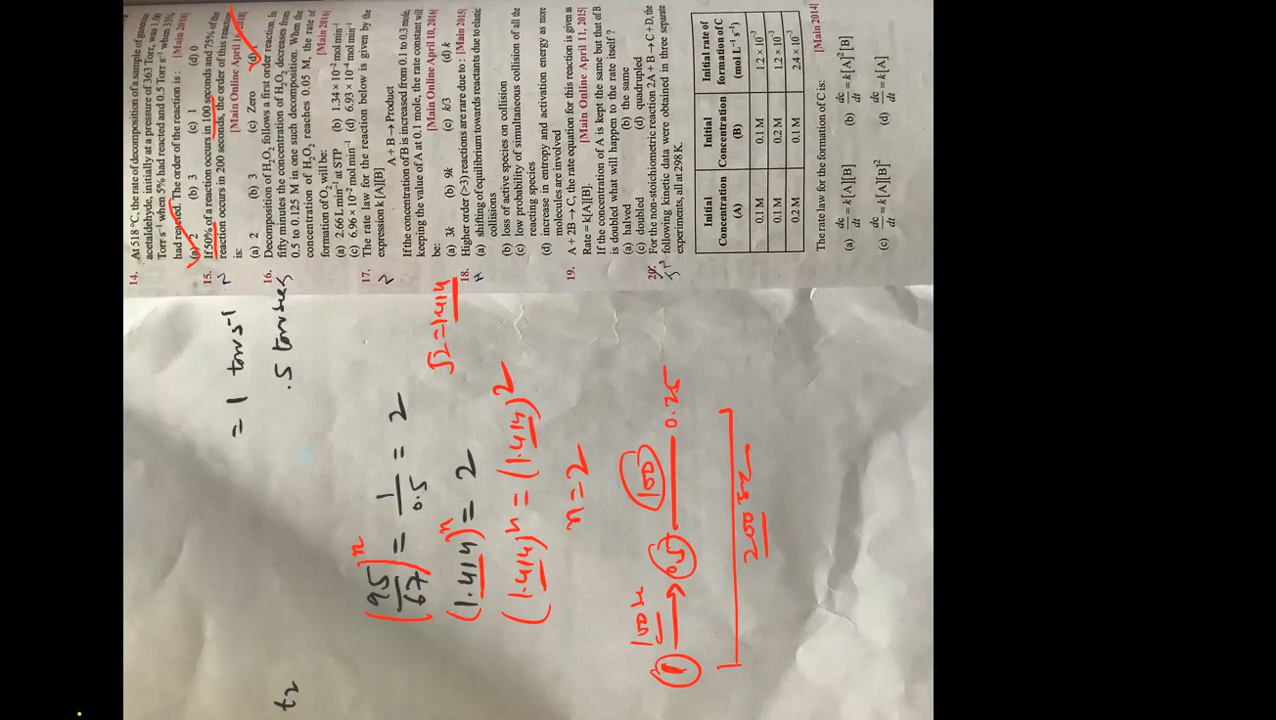 14. At 518 °C, the rate of decomposition of a sample of gaseous
acetaldehyde, initially at a pressure of 363 Torr, was 1.00
Torr s⁻¹ when 5% had reacted and 0.5 Torr s⁻¹ when 33%
had reacted. The order of the reaction is : [Main 2018]
(a) 2 (b) 3 (c) 1 (d) 0
15. If 50% of a reaction occurs in 100 seconds and 75% of the
reaction occurs in 200 seconds, the order of this reaction
is: [Main Online April
(a) 2 (b) 3 (c) Zero (d) 1
16. Decomposition of H₂O₂ follows a first order reaction. In
fifty minutes the concentration of H₂O₂ decreases from
0.5 to 0.125 M in one such decomposition. When the
concentration of H₂O₂ reaches 0.05 M, the rate of
formation of O₂ will be: [Main 2016]
(a) 2.66 L min⁻¹ at STP (b) 1.34 × 10⁻² mol min⁻¹
(c) 6.96 × 10⁻² mol min⁻¹ (d) 6.93 × 10⁻⁴ mol min⁻¹
17. The rate law for the reaction below is given by the
expression k [A][B]
A + B → Product
If the concentration of B is increased from 0.1 to 0.3 mole,
keeping the value of A at 0.1 mole, the rate constant will
be: [Main Online April 10, 2016]
(a) 3k (b) 9k (c) k/3 (d) k
18. Higher order (>3) reactions are rare due to : [Main 2015]
(a) shifting of equilibrium towards reactants due to elastic
collisions
(b) loss of active species on collision
(c) low probability of simultaneous collision of all the
reacting species
(d) increase in entropy and activation energy as more
molecules are involved
19. A + 2B → C, the rate equation for this reaction is given as
Rate = k[A][B]. [Main Online April 11, 2015]
If the concentration of A is kept the same but that of B
is doubled what will happen to the rate itself ?
(a) halved (b) the same
(c) doubled (d) quadrupled
20. For the non-stoichiometric reaction 2A + B → C + D, the
following kinetic data were obtained in three separate
experiments, all at 298 K.
Initial Concentration (A) Initial Concentration (B) Initial rate of formation of C (mol L⁻¹ s⁻¹)
0.1 M 0.1 M 1.2 × 10⁻³
0.1 M 0.2 M 1.2 × 10⁻³
0.2 M 0.1 M 2.4 × 10⁻³
The rate law for the formation of C is: [Main 2014]
(a) dc/dt = k[A][B] (b) dc/dt = k[A]²[B]
(c) dc/dt = k[A][B]² (d) dc/dt = k[A]
= 1 torr s⁻¹
t₂ .5 torr
(95/67)ⁿ = 1/0.5 = 2
(1.414)ⁿ = 2 √2 = 1.414
(1.414)ⁿ = (1.414)²
n = 2
100 100
1 → 0.5 0.25
200 sec